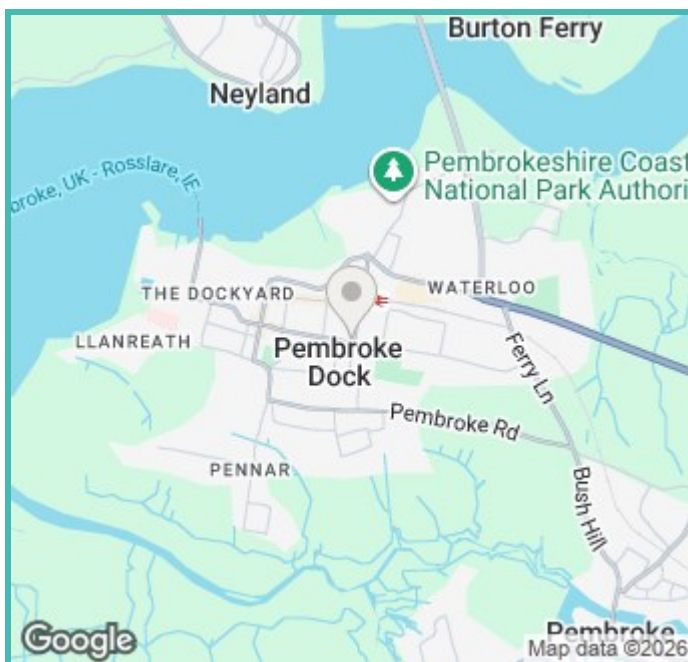 Burton Ferry
Neyland
Pembrokeshire Coast
National Park Authori
broke, UK - Rosslare, IE
THE DOCKYARD
WATERLOO
LLANREATH
Pembroke
Dock
Ferry Ln
Pembroke Rd
PENNAR
Bush Hill
Pembroke
Google
Map data ©2026